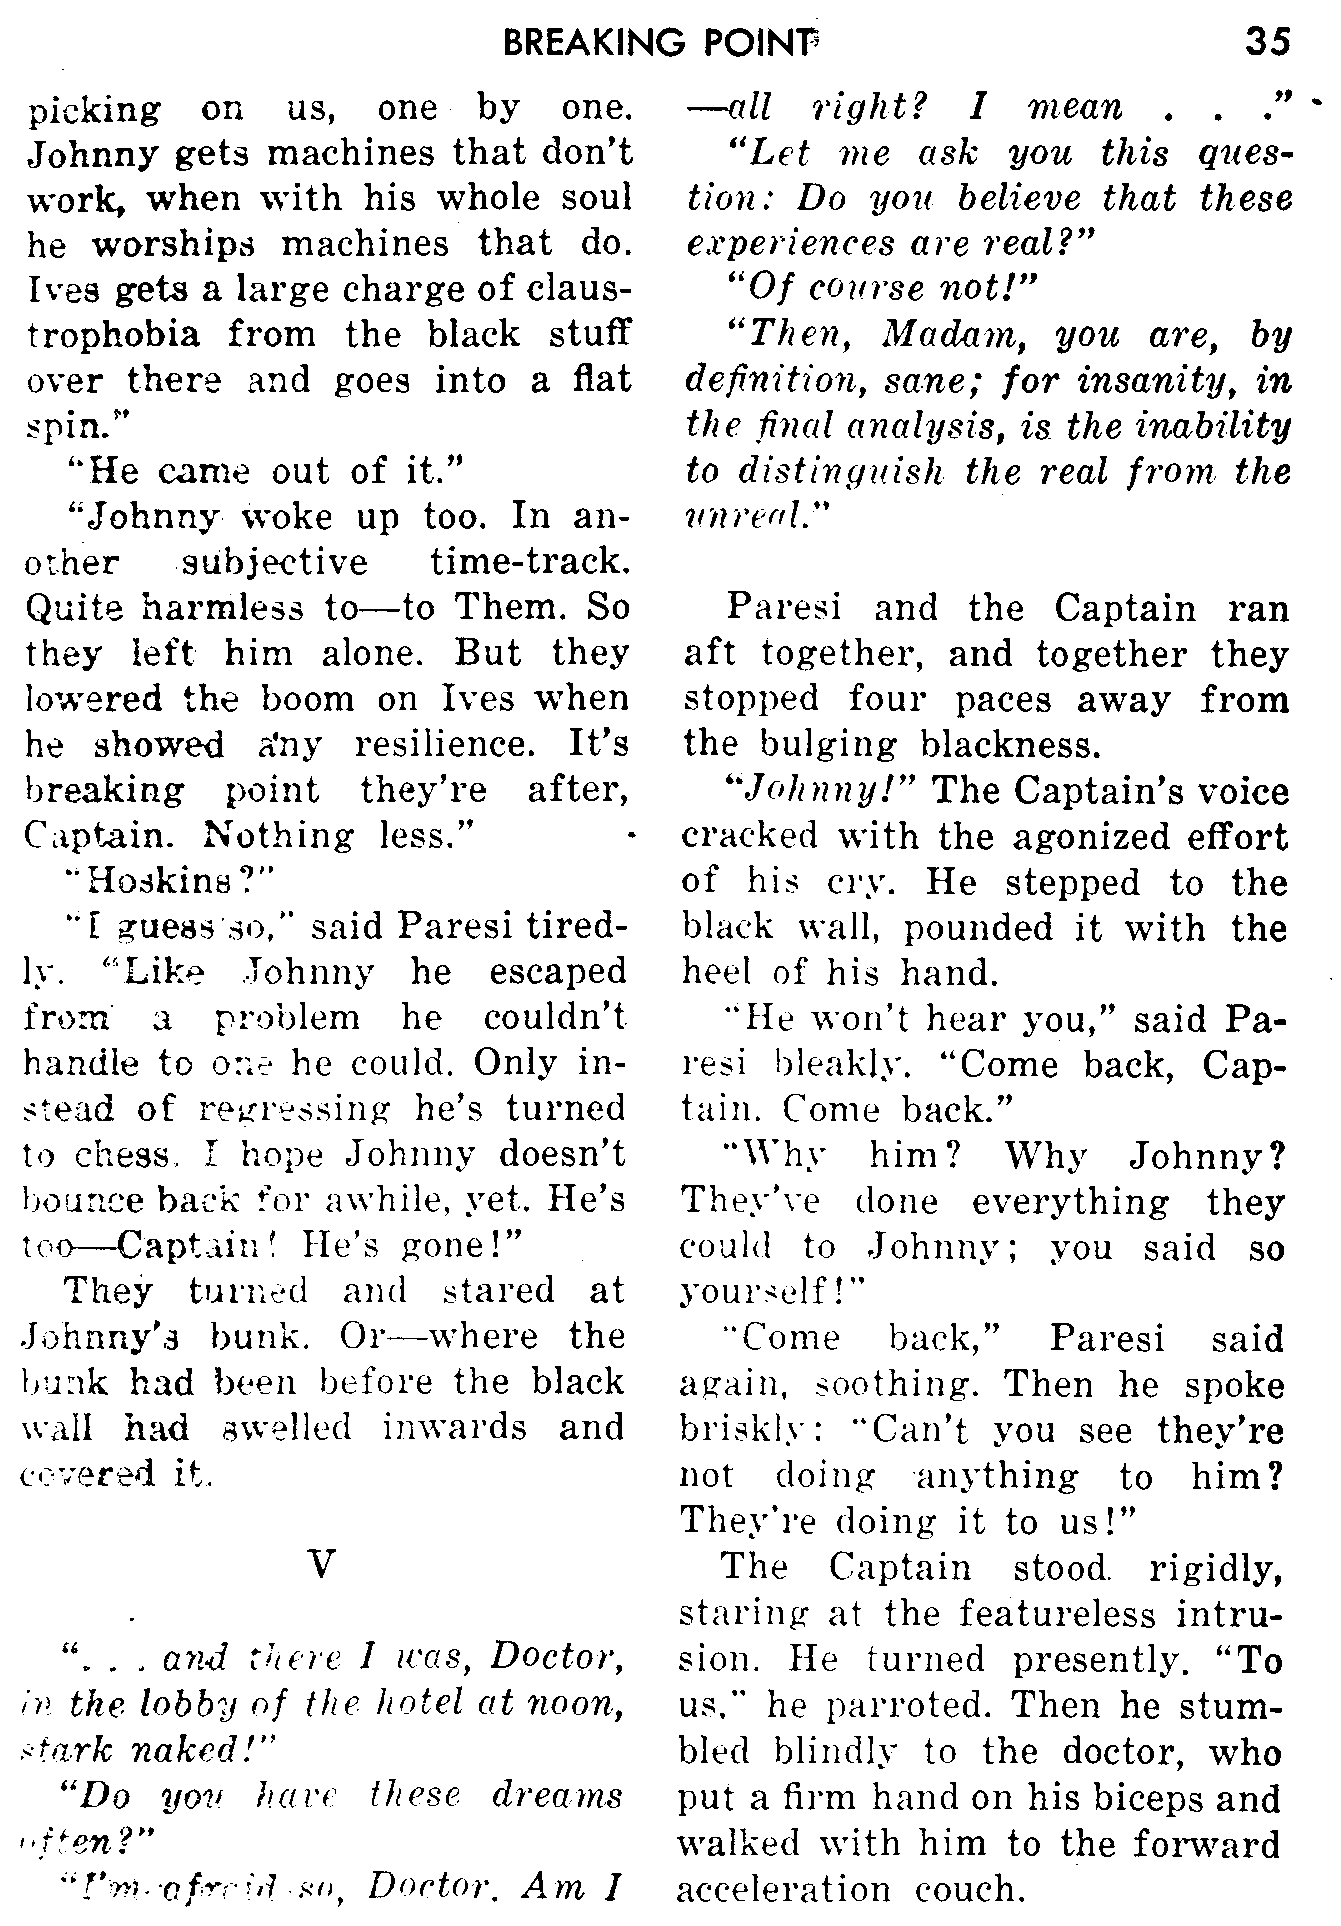 BREAKING POINT 35
picking on us, one by one.
Johnny gets machines that don't
work, when with his whole soul
he worships machines that do.
Ives gets a large charge of claus-
trophobia from the black stuff
over there and goes into a flat
spin."
"He came out of it."
"Johnny woke up too. In an-
other subjective time-track.
Quite harmless to—to Them. So
they left him alone. But they
lowered the boom on Ives when
he showed any resilience. It's
breaking point they're after,
Captain. Nothing less."
"Hoskins?"
"I guess so," said Paresi tired-
ly. "Like Johnny he escaped
from a problem he couldn't
handle to one he could. Only in-
stead of regressing he's turned
to chess. I hope Johnny doesn't
bounce back for awhile, yet. He's
too—Captain! He's gone!"
They turned and stared at
Johnny's bunk. Or—where the
bunk had been before the black
wall had swelled inwards and
covered it.
V
". . . and there I was, Doctor,
in the lobby of the hotel at noon,
stark naked!"
"Do you have these dreams
often?"
"I'm afraid so, Doctor. Am I
—all right? I mean . . ."
"Let me ask you this ques-
tion: Do you believe that these
experiences are real?"
"Of course not!"
"Then, Madam, you are, by
definition, sane; for insanity, in
the final analysis, is the inability
to distinguish the real from the
unreal."
Paresi and the Captain ran
aft together, and together they
stopped four paces away from
the bulging blackness.
"Johnny!" The Captain's voice
cracked with the agonized effort
of his cry. He stepped to the
black wall, pounded it with the
heel of his hand.
"He won't hear you," said Pa-
resi bleakly. "Come back, Cap-
tain. Come back."
"Why him? Why Johnny?
They've done everything they
could to Johnny; you said so
yourself!"
"Come back," Paresi said
again, soothing. Then he spoke
briskly: "Can't you see they're
not doing anything to him?
They're doing it to us!"
The Captain stood rigidly,
staring at the featureless intru-
sion. He turned presently. "To
us," he parroted. Then he stum-
bled blindly to the doctor, who
put a firm hand on his biceps and
walked with him to the forward
acceleration couch.